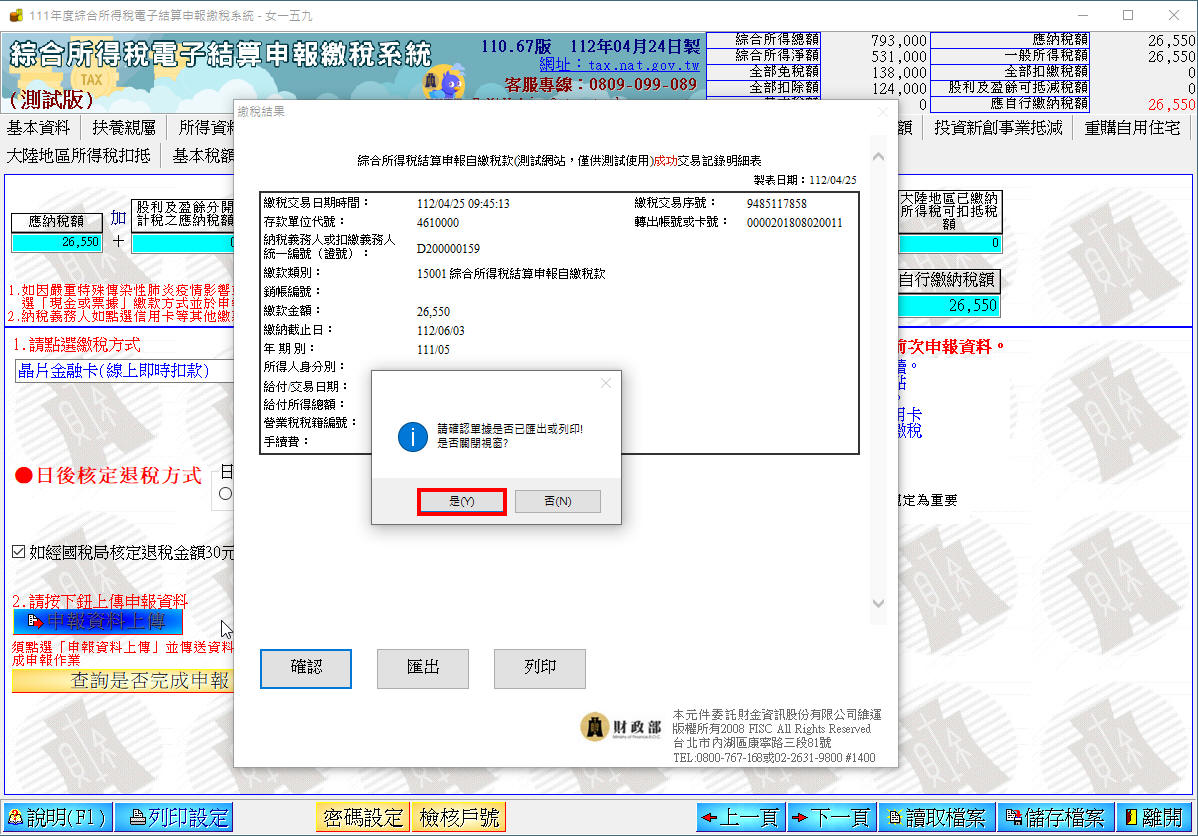 111年度綜合所得稅電子結算申報繳稅系統 - 女一五九
綜合所得稅電子結算申報繳稅系統
TAX
(測試版)
110.67版 112年04月24日製
網址：tax.nat.gov.tw
客服專線：0809-099-089
綜合所得總額 793,000
綜合所得淨額 531,000
全部免稅額 138,000
全部扣除額 124,000
0
應納稅額 26,550
一般所得稅額 26,550
全部扣繳稅額 0
股利及盈餘可抵減稅額 0
應自行繳納稅額 26,550
基本資料 扶養親屬 所得資料
額 投資新創事業抵減 重購自用住宅
大陸地區所得稅扣抵 基本稅額
應納稅額
26,550
加
＋
股利及盈餘分開
計稅之應納稅額
0
大陸地區已繳納
所得稅可扣抵稅
額
0
自行繳納稅額
26,550
1.如因嚴重特殊傳染性肺炎疫情影響
選「現金或票據」繳款方式並於申
2.納稅義務人如點選信用卡等其他繳
1.請點選繳稅方式
晶片金融卡(線上即時扣款)
前次申報資料。
用卡
繳稅
定為重要
●日後核定退稅方式
日
如經國稅局核定退稅金額30元
2.請按下鈕上傳申報資料
申報資料上傳
須點選「申報資料上傳」並傳送資料
成申報作業
查詢是否完成申報
繳稅結果
綜合所得稅結算申報自繳稅款(測試網站，僅供測試使用)成功交易記錄明細表
製表日期：112/04/25
繳稅交易日期時間： 112/04/25 09:45:13 繳稅交易序號： 9485117858
存款單位代號： 4610000 轉出帳號或卡號： 0000201808020011
納稅義務人或扣繳義務人
統一編號（證號）： D200000159
繳款類別： 15001 綜合所得稅結算申報自繳稅款
銷帳編號：
繳款金額： 26,550
繳納截止日： 112/06/03
年 期 別： 111/05
所得人身分別：
給付/交易日期：
給付所得總額：
營業稅稅籍編號：
手續費：
請確認單據是否已匯出或列印!
是否關閉視窗?
是(Y) 否(N)
確認 匯出 列印
財政部
本元件委託財金資訊股份有限公司維運
版權所有2008 FISC All Rights Reserved
台北市內湖區康寧路三段81號
TEL:0800-767-168或02-2631-9800 #1400
說明(F1) 列印設定 密碼設定 檢核戶號 上一頁 下一頁 讀取檔案 儲存檔案 離開